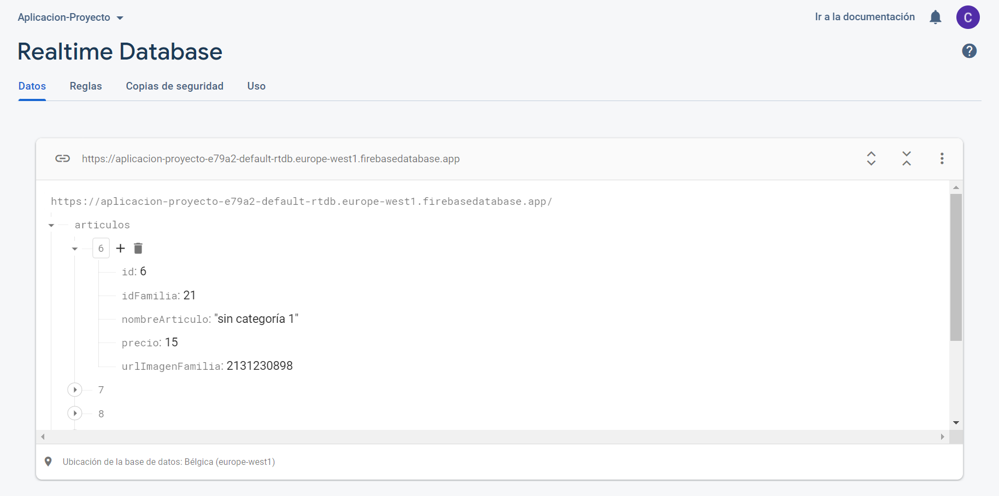 Aplicacion-Proyecto
Ir a la documentación
C
Realtime Database
?
Datos Reglas Copias de seguridad Uso
https://aplicacion-proyecto-e79a2-default-rtdb.europe-west1.firebasedatabase.app
https://aplicacion-proyecto-e79a2-default-rtdb.europe-west1.firebasedatabase.app/
articulos
6
id: 6
idFamilia: 21
nombreArticulo: "sin categoría 1"
precio: 15
urlImagenFamilia: 2131230898
7
8
Ubicación de la base de datos: Bélgica (europe-west1)